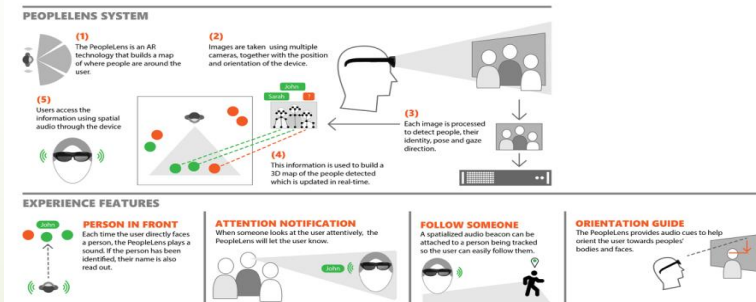 PEOPLELENS SYSTEM
(1)
The PeopleLens is an AR
technology that builds a map
of where people are around the
user.
(2)
Images are taken using multiple
cameras, together with the position
and orientation of the device.
(5)
Users access the
information using spatial
audio through the device
John
Sarah
?
(3)
Each image is processed
to detect people, their
identity, pose and gaze
direction.
(4)
This information is used to build a
3D map of the people detected
which is updated in real-time.
EXPERIENCE FEATURES
John
PERSON IN FRONT
Each time the user directly faces
a person, the PeopleLens plays a
sound. If the person has been
identified, their name is also
read out.
ATTENTION NOTIFICATION
When someone looks at the user attentively, the
PeopleLens will let the user know.
John
FOLLOW SOMEONE
A spatialized audio beacon can be
attached to a person being tracked
so the user can easily follow them.
ORIENTATION GUIDE
The PeopleLens provides audio cues to help
orient the user towards peoples'
bodies and faces.